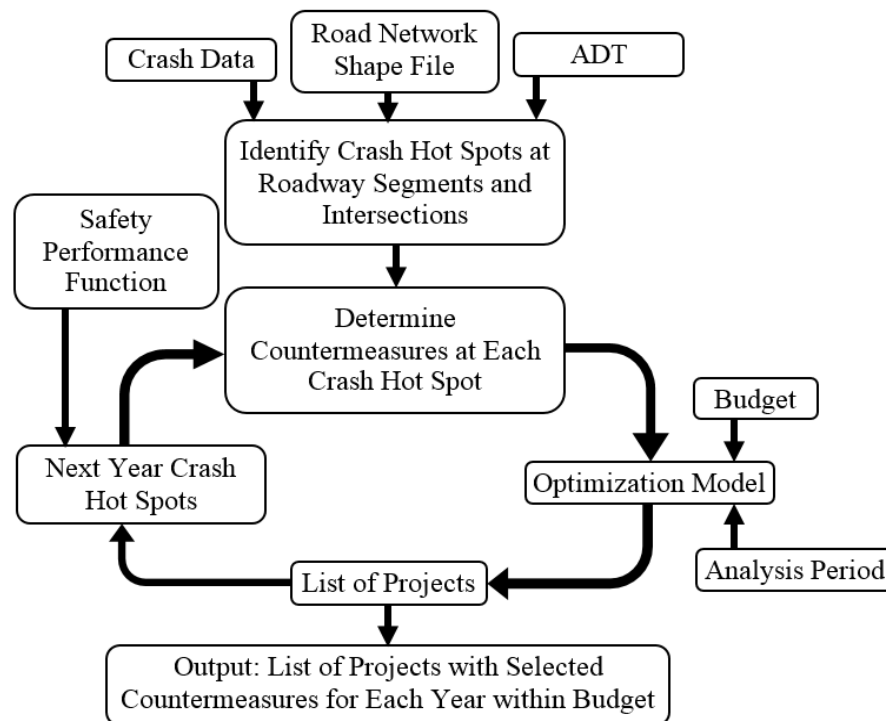 Crash Data
Road Network
Shape File
ADT
Identify Crash Hot Spots at
Roadway Segments and
Intersections
Safety
Performance
Function
Determine
Countermeasures at Each
Crash Hot Spot
Budget
Next Year Crash
Hot Spots
Optimization Model
List of Projects
Analysis Period
Output: List of Projects with Selected
Countermeasures for Each Year within Budget